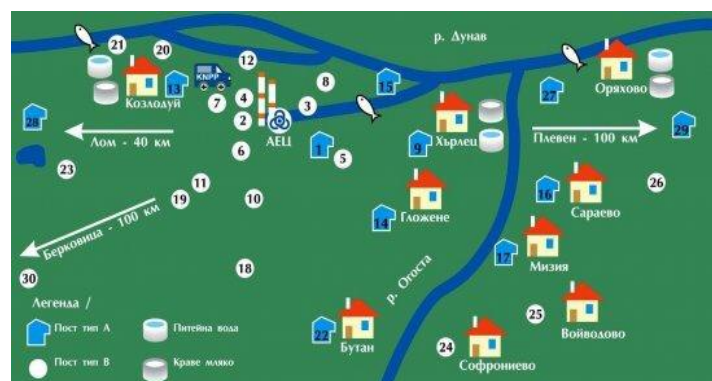 р. Дунав
21
20
12
KNPP
13
7
4
2
8
3
15
Козлодуй
АЕЦ
28
Лом - 40 км
23
6
1
5
9
Хърлец
27
Оряхово
29
Плевен - 100 км
26
11
19
10
14
Гложене
16
Сараево
Берковица - 100 км
17
Мизия
30
18
р. Огоста
25
Войводово
22
Бутан
24
Софрониево
Легенда /
Пост тип А
Питейна вода
Пост тип В
Краве мляко